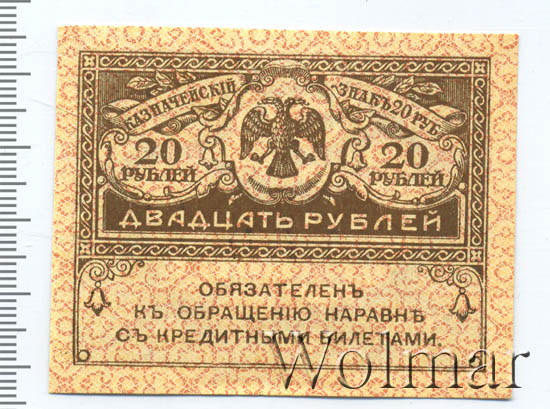 КАЗНАЧЕЙСКІЙ ЗНАКЪ 20 РУБ.
20 РУБЛЕЙ
20 РУБЛЕЙ
ДВАДЦАТЬ РУБЛЕЙ
ОБЯЗАТЕЛЕНЪ
КЪ ОБРАЩЕНІЮ НАРАВНѢ
СЪ КРЕДИТНЫМИ БИЛЕТАМИ.
Wolmar